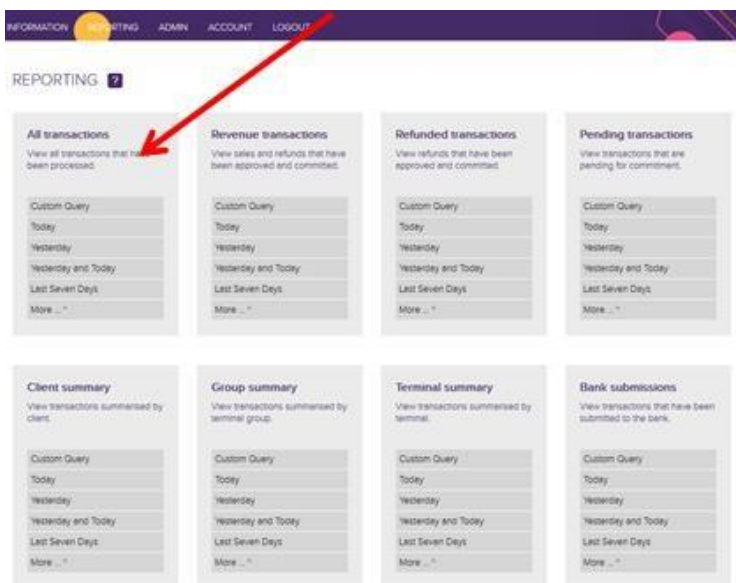 INFORMATION REPORTING ADMIN ACCOUNT LOGOUT
REPORTING ?
All transactions
View all transactions that have
been processed.
Custom Query
Today
Yesterday
Yesterday and Today
Last Seven Days
More ... ^
Revenue transactions
View sales and refunds that have
been approved and committed.
Custom Query
Today
Yesterday
Yesterday and Today
Last Seven Days
More ... ^
Refunded transactions
View refunds that have been
approved and committed.
Custom Query
Today
Yesterday
Yesterday and Today
Last Seven Days
More ... ^
Pending transactions
View transactions that are
pending for commitment.
Custom Query
Today
Yesterday
Yesterday and Today
Last Seven Days
More ... ^
Client summary
View transactions summarised by
client.
Custom Query
Today
Yesterday
Yesterday and Today
Last Seven Days
More ... ^
Group summary
View transactions summarised by
terminal group.
Custom Query
Today
Yesterday
Yesterday and Today
Last Seven Days
More ... ^
Terminal summary
View transactions summarised by
terminal.
Custom Query
Today
Yesterday
Yesterday and Today
Last Seven Days
More ... ^
Bank submissions
View transactions that have been
submitted to the bank.
Custom Query
Today
Yesterday
Yesterday and Today
Last Seven Days
More ... ^